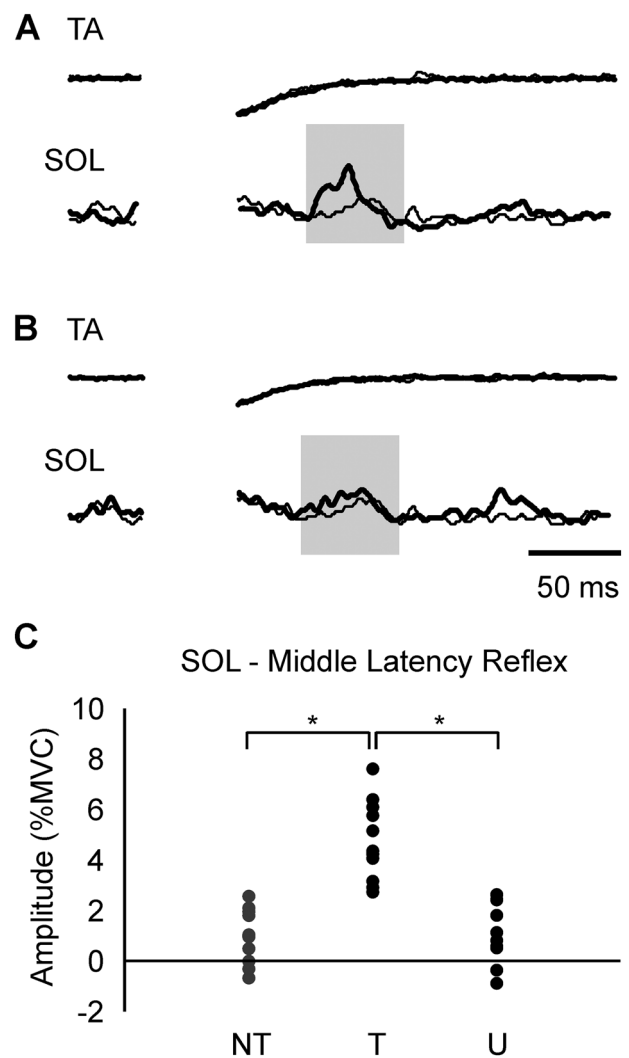 A TA
SOL
B TA
SOL
50 ms
C
SOL - Middle Latency Reflex
Amplitude (%MVC)
10
* *
8
6
4
2
0
-2
NT T U